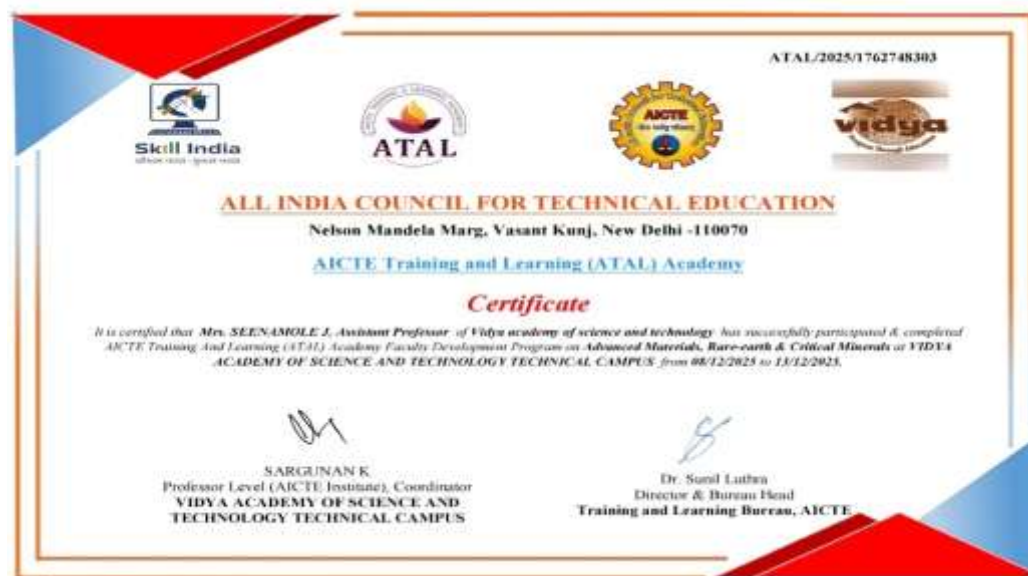 ATAL/2025/1762748303
Skill India
ATAL
AICTE
vidya
ALL INDIA COUNCIL FOR TECHNICAL EDUCATION
Nelson Mandela Marg, Vasant Kunj, New Delhi -110070
AICTE Training and Learning (ATAL) Academy
Certificate
It is certified that Mrs. SEENAMOLE J, Assistant Professor of Vidya academy of science and technology has successfully participated & completed
AICTE Training And Learning (ATAL) Academy Faculty Development Program on Advanced Materials, Rare-earth & Critical Minerals at VIDYA
ACADEMY OF SCIENCE AND TECHNOLOGY TECHNICAL CAMPUS from 08/12/2025 to 13/12/2025.
SARGUNAN K
Professor Level (AICTE Institute), Coordinator
VIDYA ACADEMY OF SCIENCE AND
TECHNOLOGY TECHNICAL CAMPUS
Dr. Sunil Luthra
Director & Bureau Head
Training and Learning Bureau, AICTE